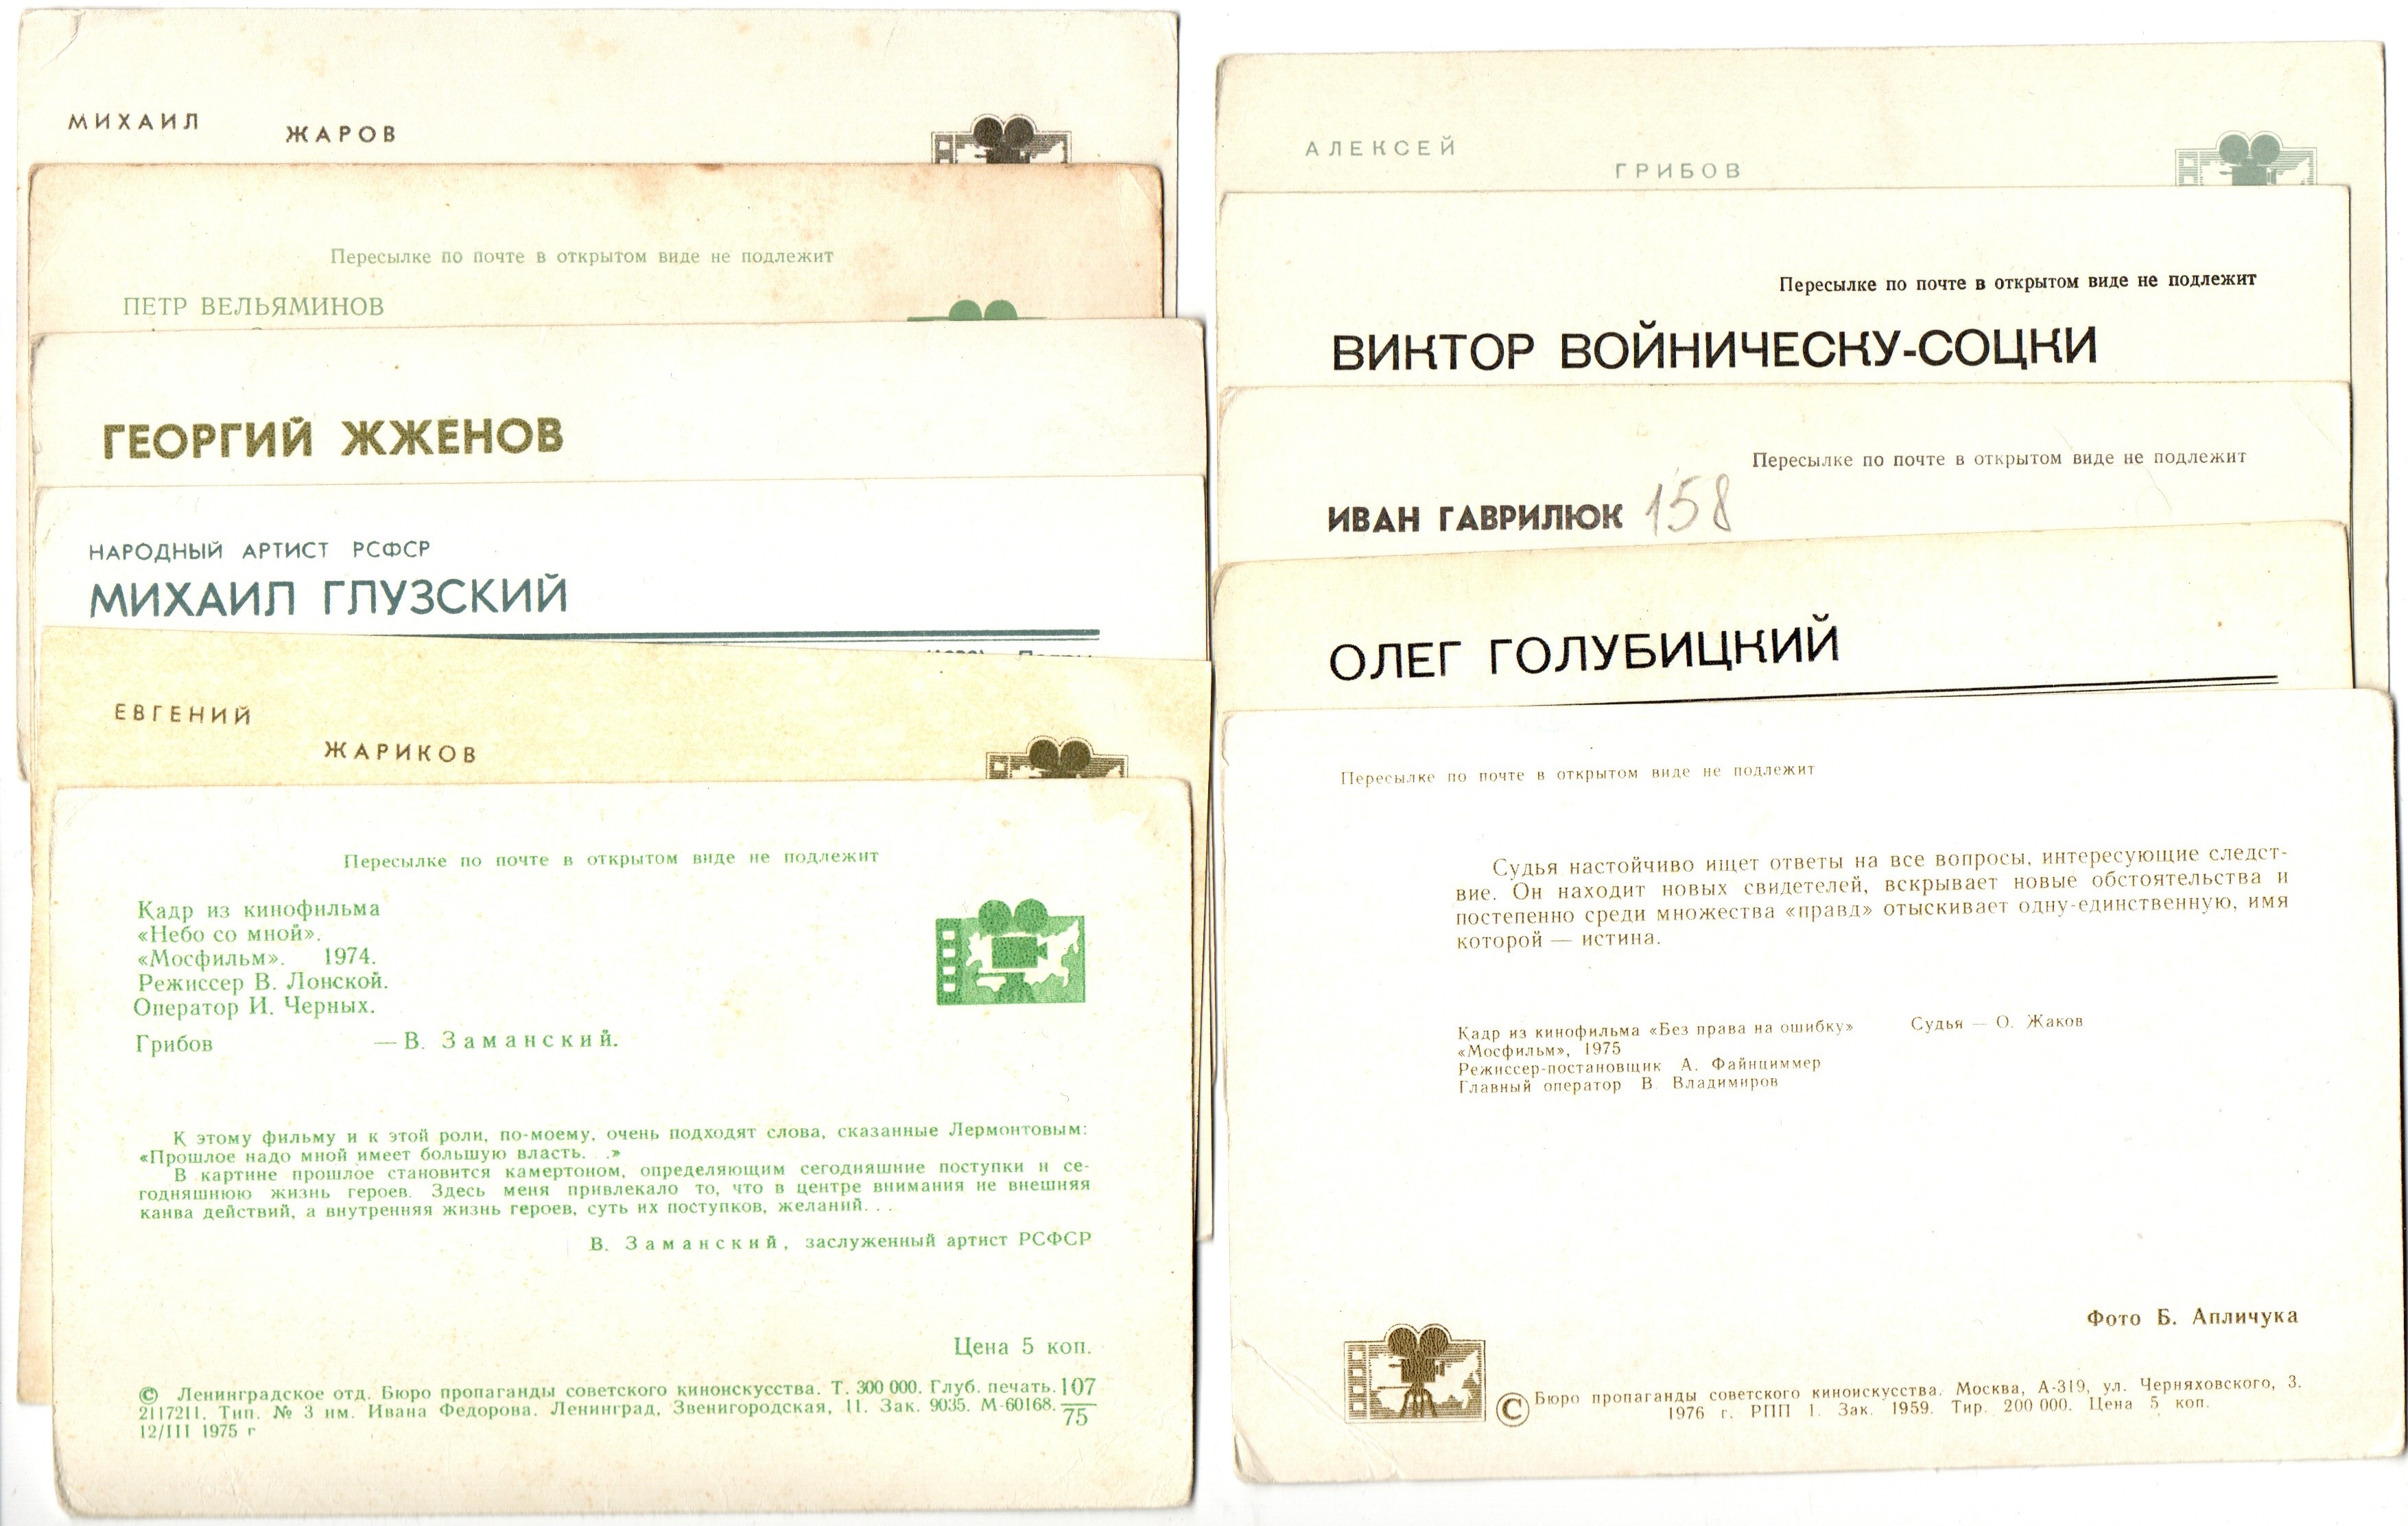 МИХАИЛ ЖАРОВ
Пересылке по почте в открытом виде не подлежит
ПЕТР ВЕЛЬЯМИНОВ
ГЕОРГИЙ ЖЖЕНОВ
НАРОДНЫЙ АРТИСТ РСФСР
МИХАИЛ ГЛУЗСКИЙ
ЕВГЕНИЙ
ЖАРИКОВ
Пересылке по почте в открытом виде не подлежит
Кадр из кинофильма
«Небо со мной».
«Мосфильм». 1974.
Режиссер В. Лонской.
Оператор И. Черных.
Грибов — В. Заманский.
К этому фильму и к этой роли, по-моему, очень подходят слова, сказанные Лермонтовым:
«Прошлое надо мной имеет большую власть. . .»
В картине прошлое становится камертоном, определяющим сегодняшние поступки и се-
годняшнюю жизнь героев. Здесь меня привлекало то, что в центре внимания не внешняя
канва действий, а внутренняя жизнь героев, суть их поступков, желаний. . .
В. Заманский, заслуженный артист РСФСР
Цена 5 коп.
© Ленинградское отд. Бюро пропаганды советского киноискусства. Т. 300 000. Глуб. печать. 107
2117211. Тип. № 3 им. Ивана Федорова. Ленинград, Звенигородская, 11. Зак. 9035. М-60168. 75
12/III 1975 г
АЛЕКСЕЙ
ГРИБОВ
Пересылке по почте в открытом виде не подлежит
ВИКТОР ВОЙНИЧЕСКУ-СОЦКИ
Пересылке по почте в открытом виде не подлежит
ИВАН ГАВРИЛЮК 158
ОЛЕГ ГОЛУБИЦКИЙ
Пересылке по почте в открытом виде не подлежит
Судья настойчиво ищет ответы на все вопросы, интересующие следст-
вие. Он находит новых свидетелей, вскрывает новые обстоятельства и
постепенно среди множества «правд» отыскивает одну-единственную, имя
которой — истина.
Кадр из кинофильма «Без права на ошибку» Судья — О. Жаков
«Мосфильм», 1975
Режиссер-постановщик А. Файнциммер
Главный оператор В. Владимиров
Фото Б. Апличука
© Бюро пропаганды советского киноискусства. Москва, А-319, ул. Черняховского, 3.
1976 г. РПП 1. Зак. 1959. Тир. 200 000. Цена 5 коп.